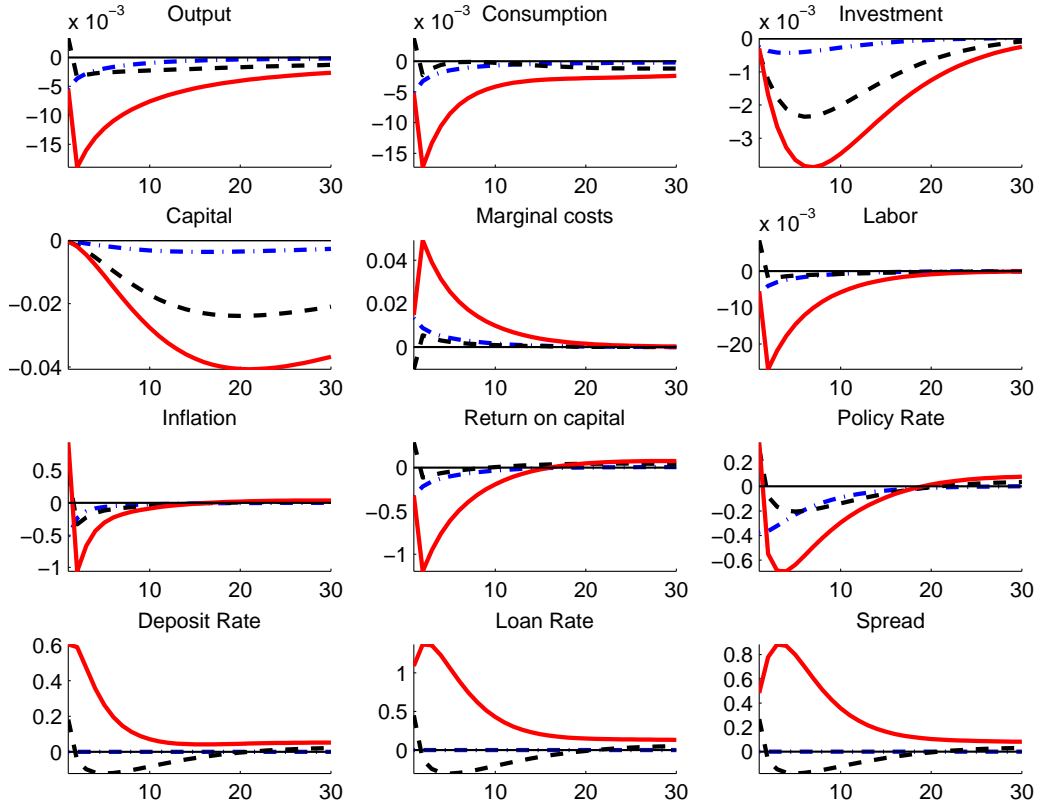 Output Consumption Investment
x 10⁻³ x 10⁻³ 0
0 0 −1
−5 −5 −2
−10 −10 −3
−15 −15
10 20 30 10 20 30 10 20 30
Capital Marginal costs Labor
0 0.04 x 10⁻³
−0.02 0.02 0
−0.04 0 −10
−20
10 20 30 10 20 30 10 20 30
Inflation Return on capital Policy Rate
0.5 0 0.2
0 −0.5 0
−0.5 −1 −0.2
−1 −0.4
−0.6
10 20 30 10 20 30 10 20 30
Deposit Rate Loan Rate Spread
0.6 1 0.8
0.4 0.5 0.6
0.2 0 0.4
0 0.2
0
10 20 30 10 20 30 10 20 30